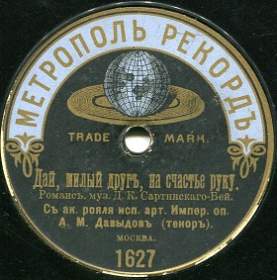 МЕТРОПОЛЬ РЕКОРДЪ
TRADE MARK.
Дай, милый другъ, на счастье руку.
Романсъ, муз. Д. К. Сартинскаго-Бей.
Съ ак. рояля исп. арт. Импер. оп.
А. М. Давыдовъ (теноръ).
МОСКВА.
1627